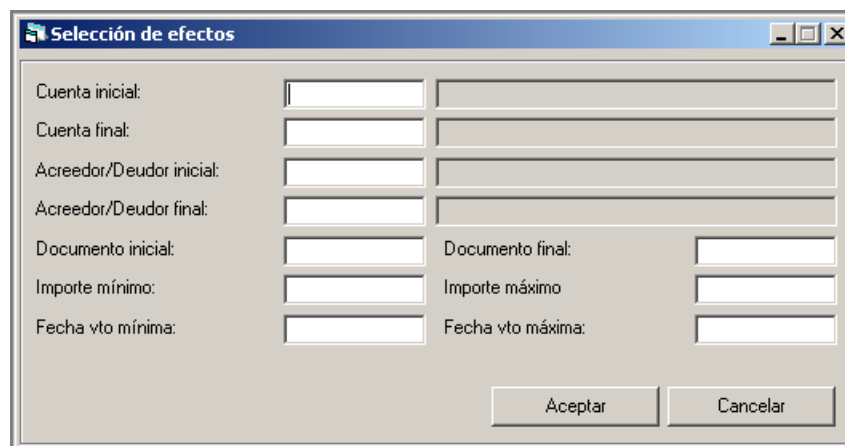 Selección de efectos
Cuenta inicial:
Cuenta final:
Acreedor/Deudor inicial:
Acreedor/Deudor final:
Documento inicial: Documento final:
Importe mínimo: Importe máximo
Fecha vto mínima: Fecha vto máxima:
Aceptar Cancelar